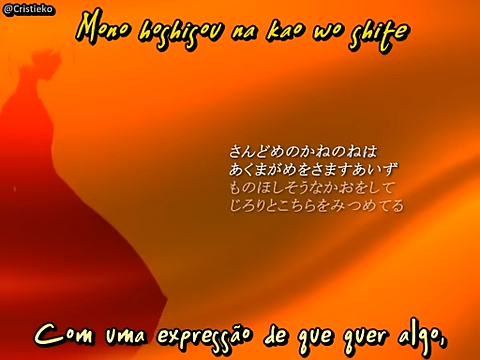 @Cristieko
Mono hoshisou na kao wo shite
さんどめのかねのねは
あくまがめをさますあいず
ものほしそうなかおをして
じろりとこちらをみつめてる
Com uma expressão de que quer algo,